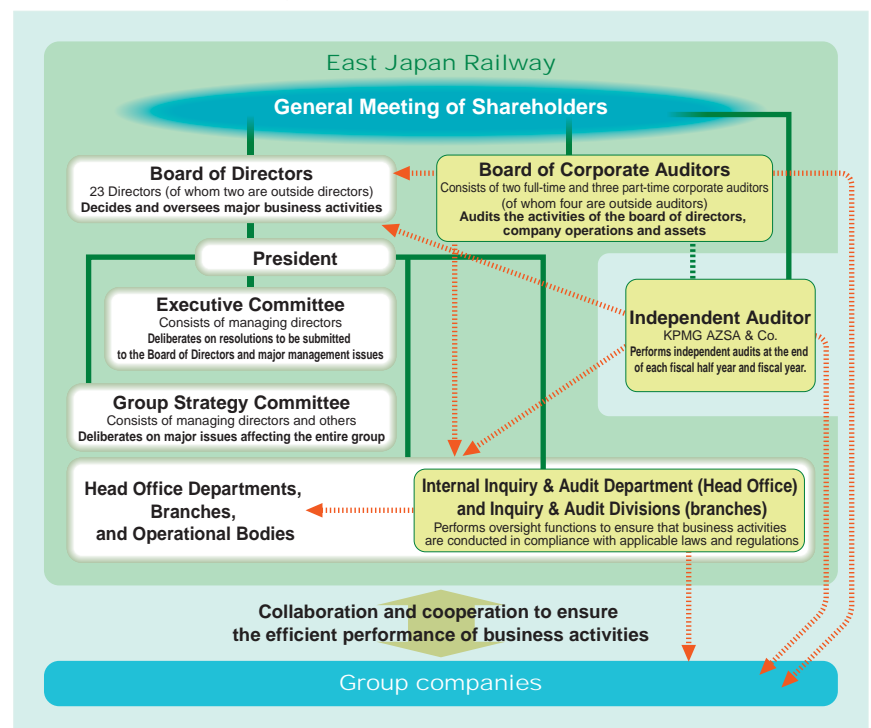 East Japan Railway
General Meeting of Shareholders
Board of Directors
23 Directors (of whom two are outside directors)
Decides and oversees major business activities
Board of Corporate Auditors
Consists of two full-time and three part-time corporate auditors
(of whom four are outside auditors)
Audits the activities of the board of directors,
company operations and assets
President
Executive Committee
Consists of managing directors
Deliberates on resolutions to be submitted
to the Board of Directors and major management issues
Independent Auditor
KPMG AZSA & Co.
Performs independent audits at the end
of each fiscal half year and fiscal year.
Group Strategy Committee
Consists of managing directors and others
Deliberates on major issues affecting the entire group
Head Office Departments,
Branches,
and Operational Bodies
Internal Inquiry & Audit Department (Head Office)
and Inquiry & Audit Divisions (branches)
Performs oversight functions to ensure that business activities
are conducted in compliance with applicable laws and regulations
Collaboration and cooperation to ensure
the efficient performance of business activities
Group companies